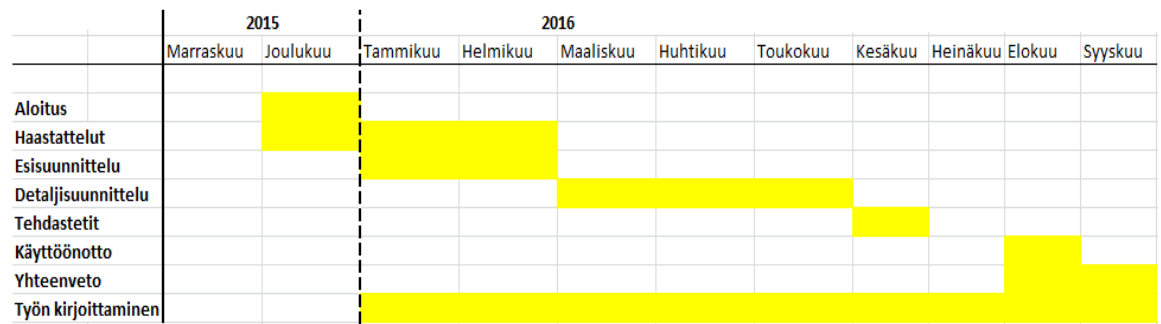 2015 2016
Marraskuu Joulukuu Tammikuu Helmikuu Maaliskuu Huhtikuu Toukokuu Kesäkuu Heinäkuu Elokuu Syyskuu
Aloitus
Haastattelut
Esisuunnittelu
Detaljisuunnittelu
Tehdastetit
Käyttöönotto
Yhteenveto
Työn kirjoittaminen